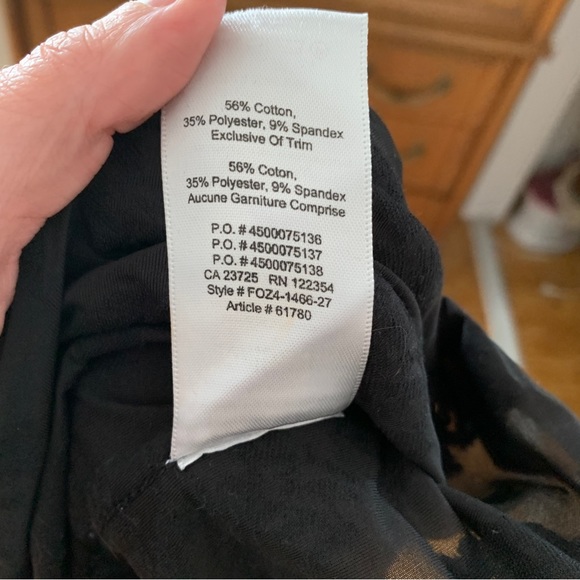 56% Cotton,
35% Polyester, 9% Spandex
Exclusive Of Trim
56% Coton,
35% Polyester, 9% Spandex
Aucune Garniture Comprise
P.O. # 4500075136
P.O. # 4500075137
P.O. # 4500075138
CA 23725 RN 122354
Style # FOZ4-1466-27
Article # 61780